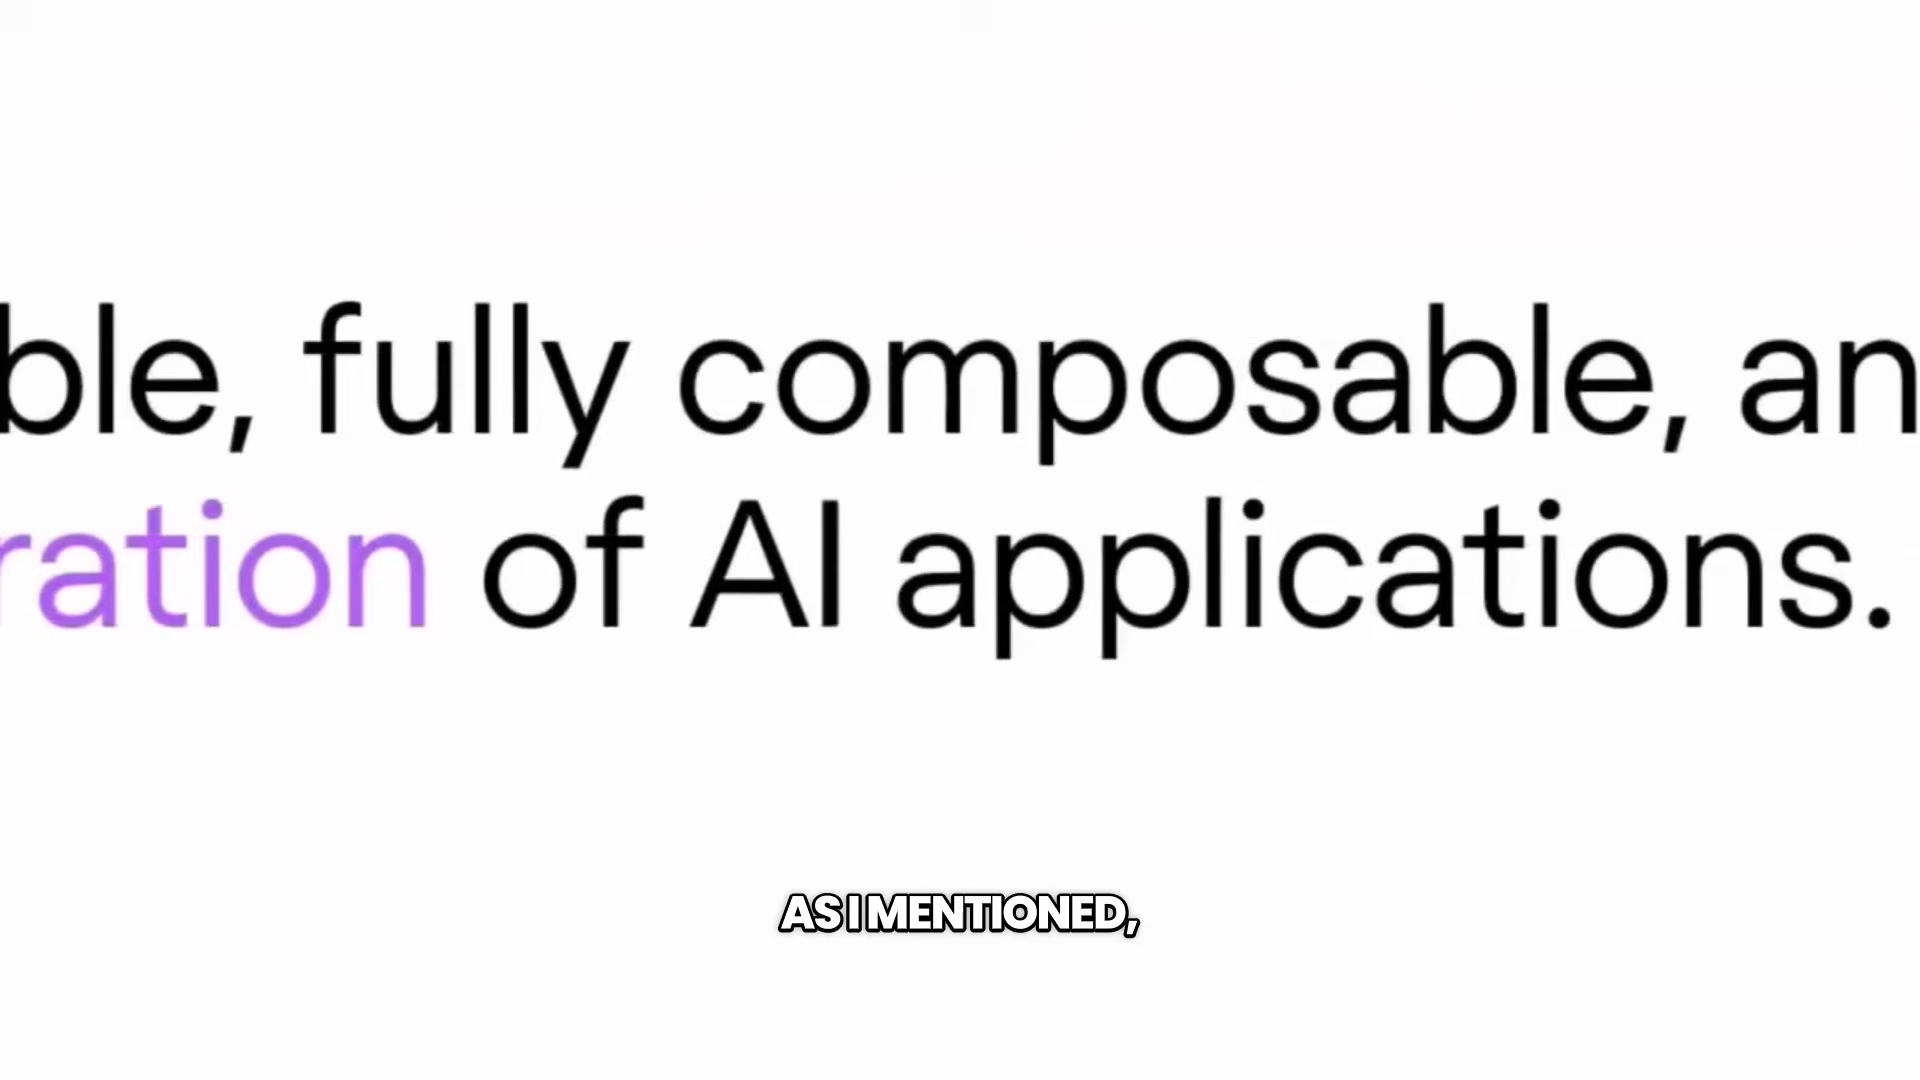 ble, fully composable, an
ration of AI applications.
AS I MENTIONED,